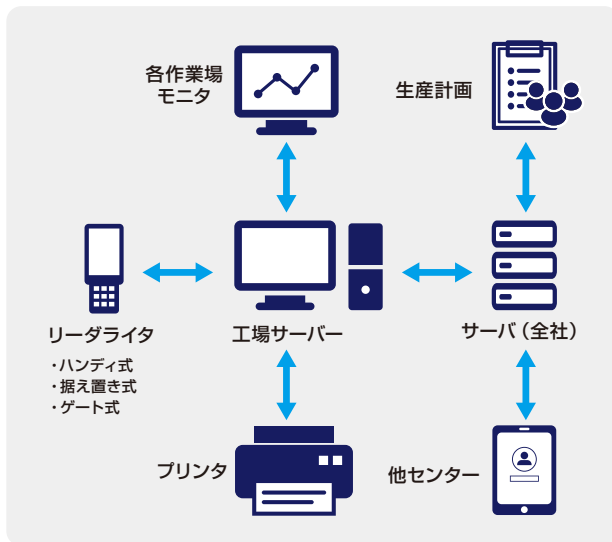 各作業場
モニタ
生産計画
リーダライタ
・ハンディ式
・据え置き式
・ゲート式
工場サーバー
サーバ（全社）
プリンタ
他センター